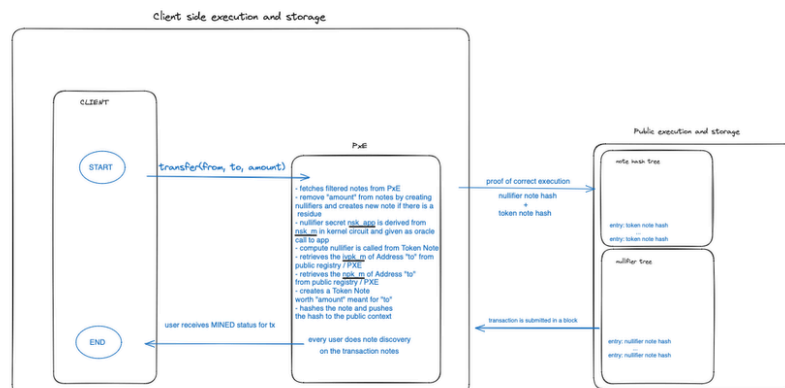 Client side execution and storage
CLIENT
START
transfer(from, to, amount)
PxE
- fetches filtered notes from PxE
- remove "amount" from notes by creating
nullifiers and creates new note if there is a
residue
- nullifier secret nsk_app is derived from
nsk_m in kernel circuit and given as oracle
call to app
- compute nullifier is called from Token Note
- retrieves the ivpk_m of Address "to" from
public registry / PXE
- retrieves the npk_m of Address "to"
from public registry / PXE
- creates a Token Note
worth "amount" meant for "to"
- hashes the note and pushes
the hash to the public context
every user does note discovery
on the transaction notes
user receives MINED status for tx
END
proof of correct execution
nullifier note hash
+
token note hash
transaction is submitted in a block
Public execution and storage
note hash tree
entry: token note hash
...
entry: token note hash
nullifier tree
entry: nullifier note hash
...
entry: nullifier note hash